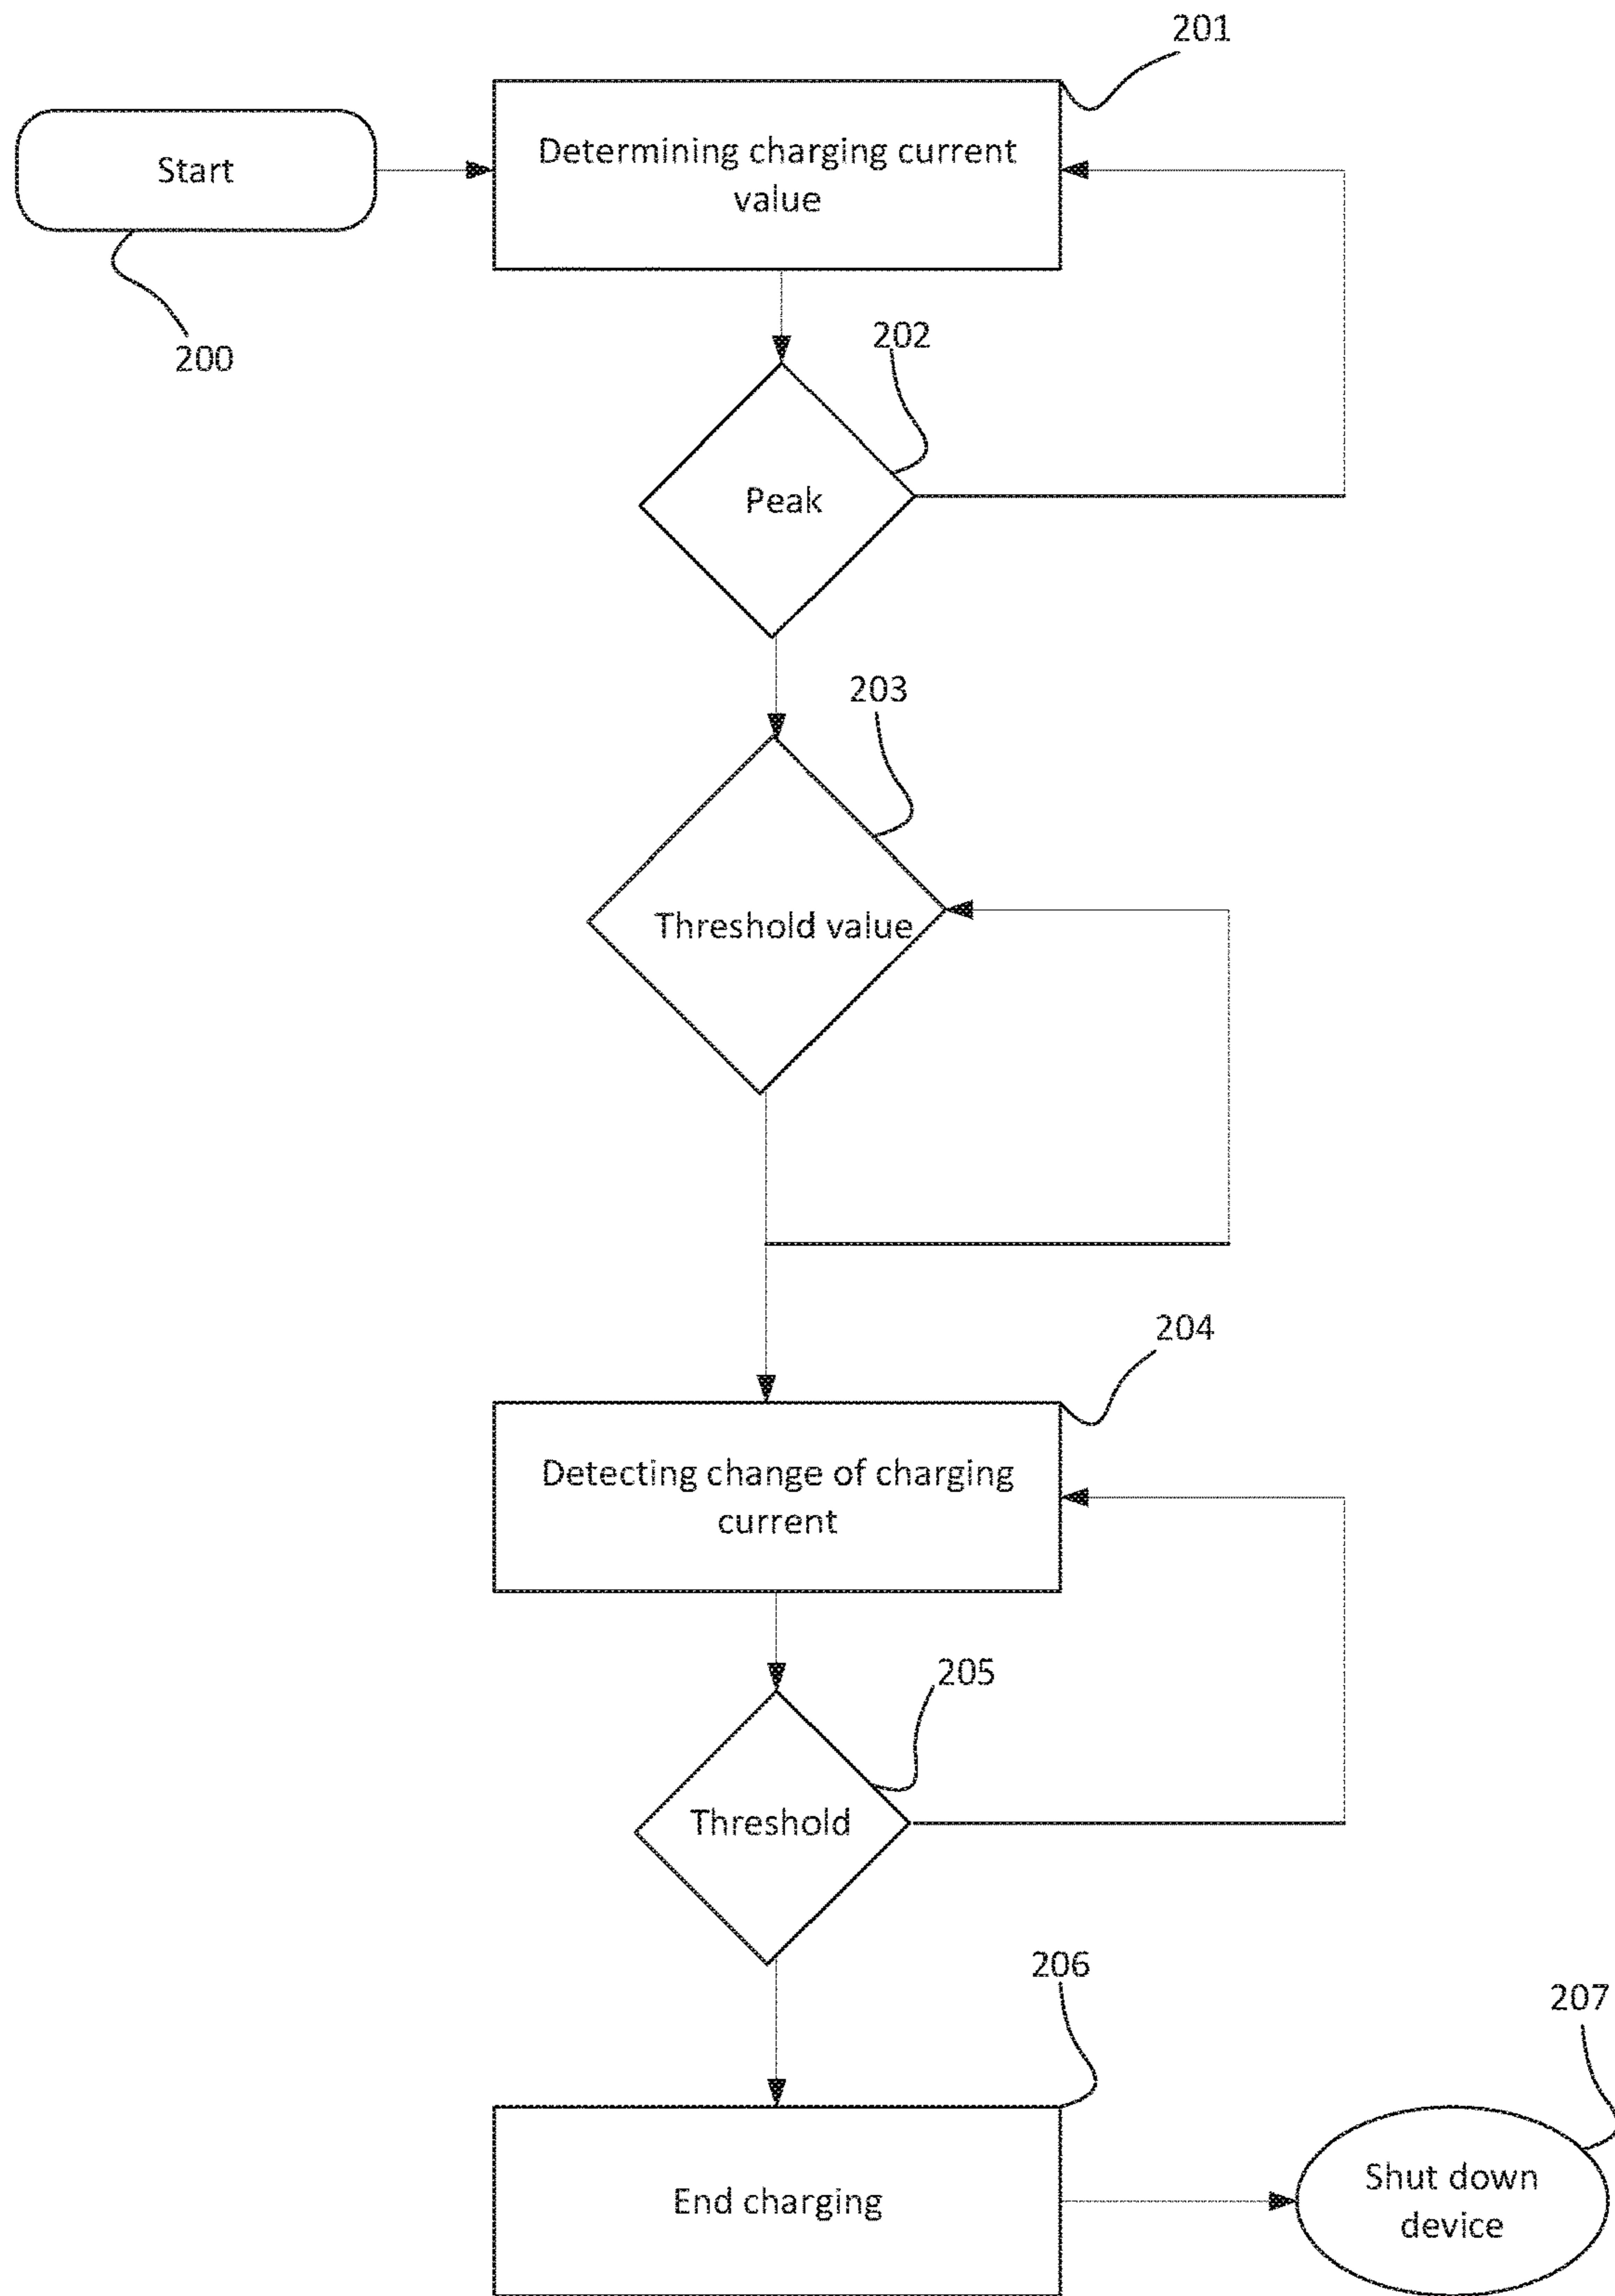 201
Start
Determining charging current
value
200
202
Peak
203
Threshold value
204
Detecting change of charging
current
205
Threshold
206
207
End charging
Shut down
device